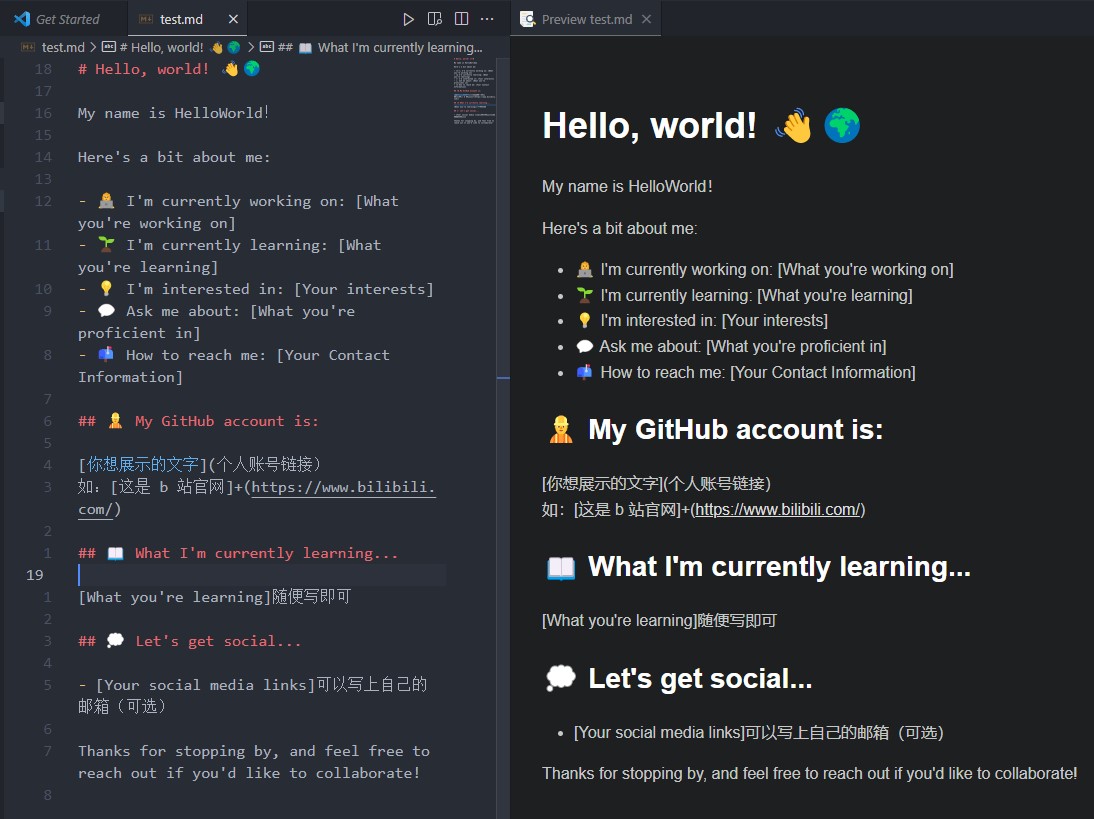 Get Started
test.md
Preview test.md
test.md > # Hello, world! 👋🌍 > ## 📖 What I'm currently learning...
18 # Hello, world! 👋🌍
17
16 My name is HelloWorld!
15
14 Here's a bit about me:
13
12 - 👩‍💻 I'm currently working on: [What
you're working on]
11 - 🌱 I'm currently learning: [What
you're learning]
10 - 💡 I'm interested in: [Your interests]
9 - 💬 Ask me about: [What you're
proficient in]
8 - 📫 How to reach me: [Your Contact
Information]
7
6 ## 👷 My GitHub account is:
5
4 [你想展示的文字](个人账号链接）
3 如：[这是 b 站官网]+(https://www.bilibili.
com/)
2
1 ## 📖 What I'm currently learning...
19
1 [What you're learning]随便写即可
2
3 ## 💭 Let's get social...
4
5 - [Your social media links]可以写上自己的
邮箱（可选）
6
7 Thanks for stopping by, and feel free to
reach out if you'd like to collaborate!
8
Hello, world! 👋🌍
My name is HelloWorld!
Here's a bit about me:
• 👩‍💻 I'm currently working on: [What you're working on]
• 🌱 I'm currently learning: [What you're learning]
• 💡 I'm interested in: [Your interests]
• 💬 Ask me about: [What you're proficient in]
• 📫 How to reach me: [Your Contact Information]
👷 My GitHub account is:
[你想展示的文字](个人账号链接）
如：[这是 b 站官网]+(https://www.bilibili.com/)
📖 What I'm currently learning...
[What you're learning]随便写即可
💭 Let's get social...
• [Your social media links]可以写上自己的邮箱（可选）
Thanks for stopping by, and feel free to reach out if you'd like to collaborate!